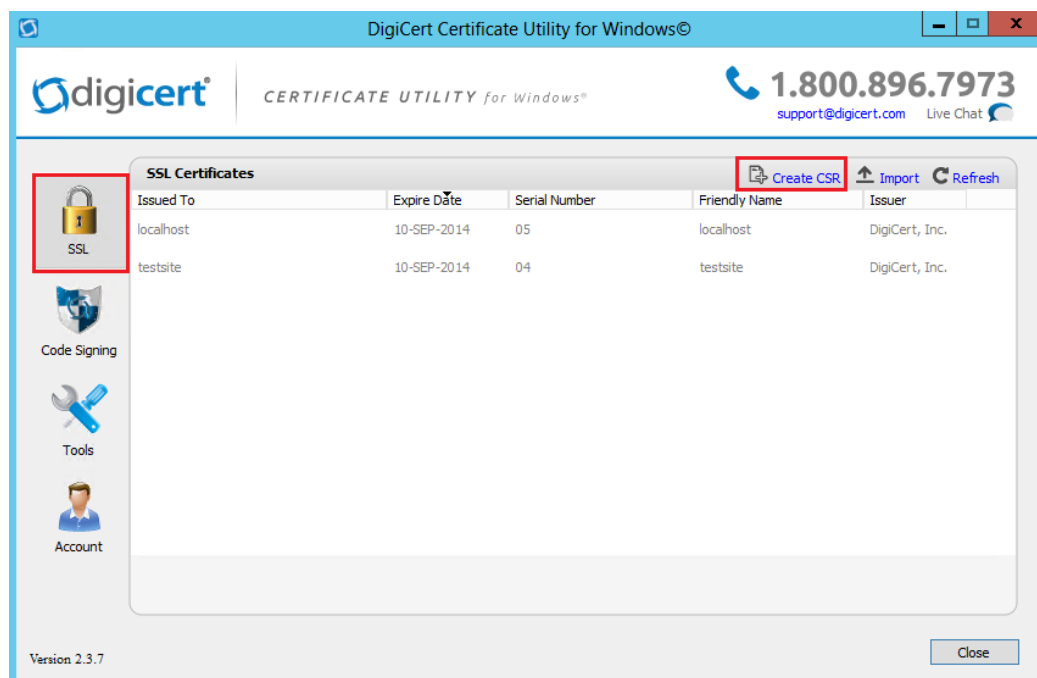 DigiCert Certificate Utility for Windows©
digicert®
CERTIFICATE UTILITY for Windows®
1.800.896.7973
support@digicert.com Live Chat
SSL Certificates
Create CSR Import Refresh
Issued To Expire Date Serial Number Friendly Name Issuer
localhost 10-SEP-2014 05 localhost DigiCert, Inc.
testsite 10-SEP-2014 04 testsite DigiCert, Inc.
SSL
Code Signing
Tools
Account
Version 2.3.7
Close